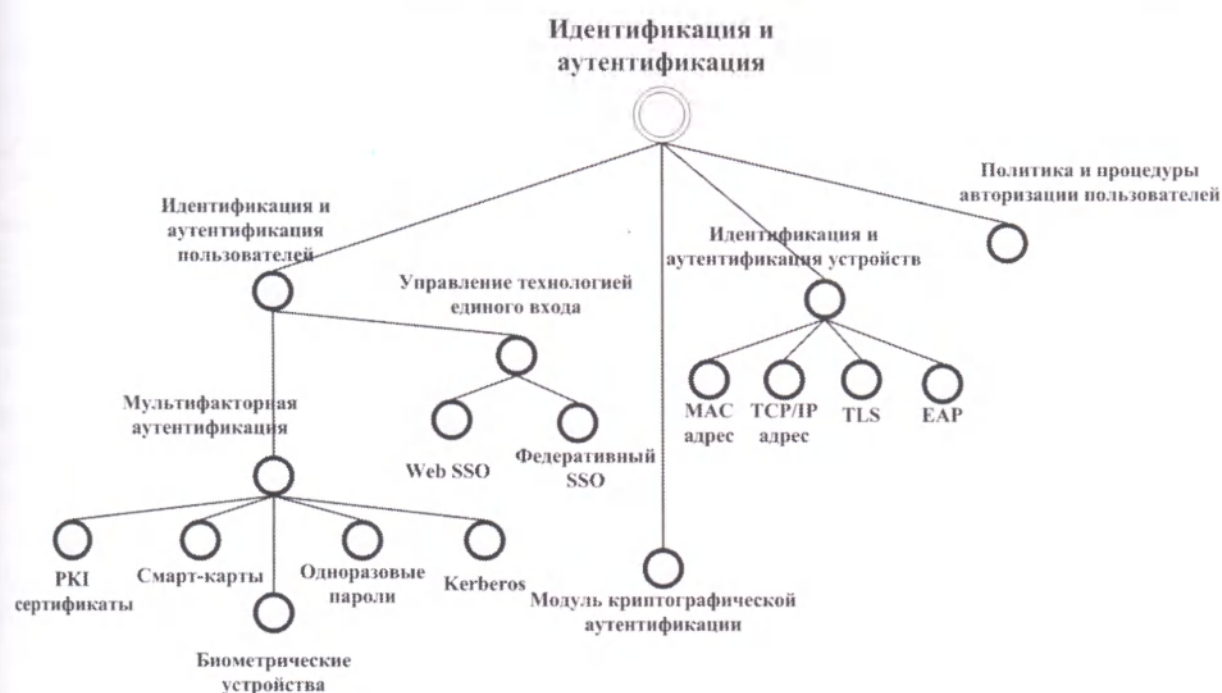 Идентификация и
аутентификация
Политика и процедуры
авторизации пользователей
Идентификация и
аутентификация
пользователей
Идентификация и
аутентификация устройств
Управление технологией
единого входа
Мультифакторная
аутентификация
MAC
адрес
TCP/IP
адрес
TLS
EAP
Web SSO
Федеративный
SSO
PKI
сертификаты
Смарт-карты
Одноразовые
пароли
Kerberos
Модуль криптографической
аутентификации
Биометрические
устройства